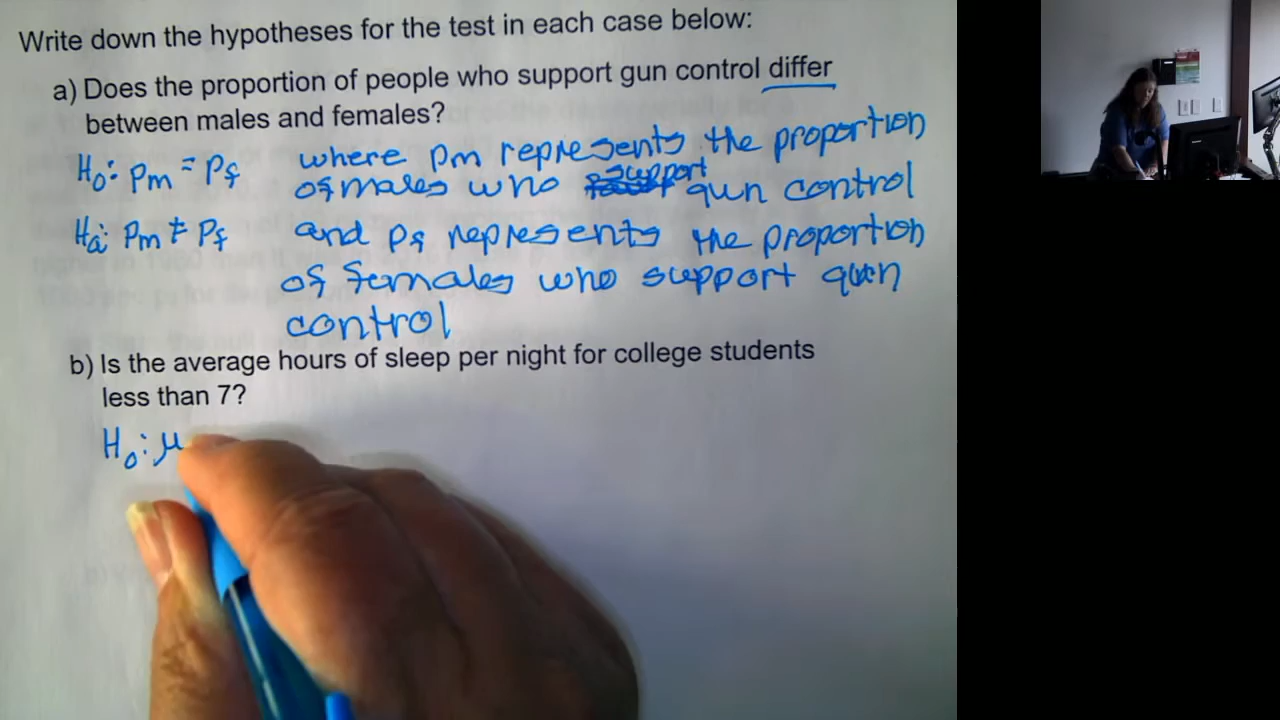 Write down the hypotheses for the test in each case below:
a) Does the proportion of people who support gun control differ
between males and females?
H₀: pm = pf where pm represents the proportion
of males who support gun control
Ha: pm ≠ pf and pf represents the proportion
of females who support gun
control
b) Is the average hours of sleep per night for college students
less than 7?
H₀: μ